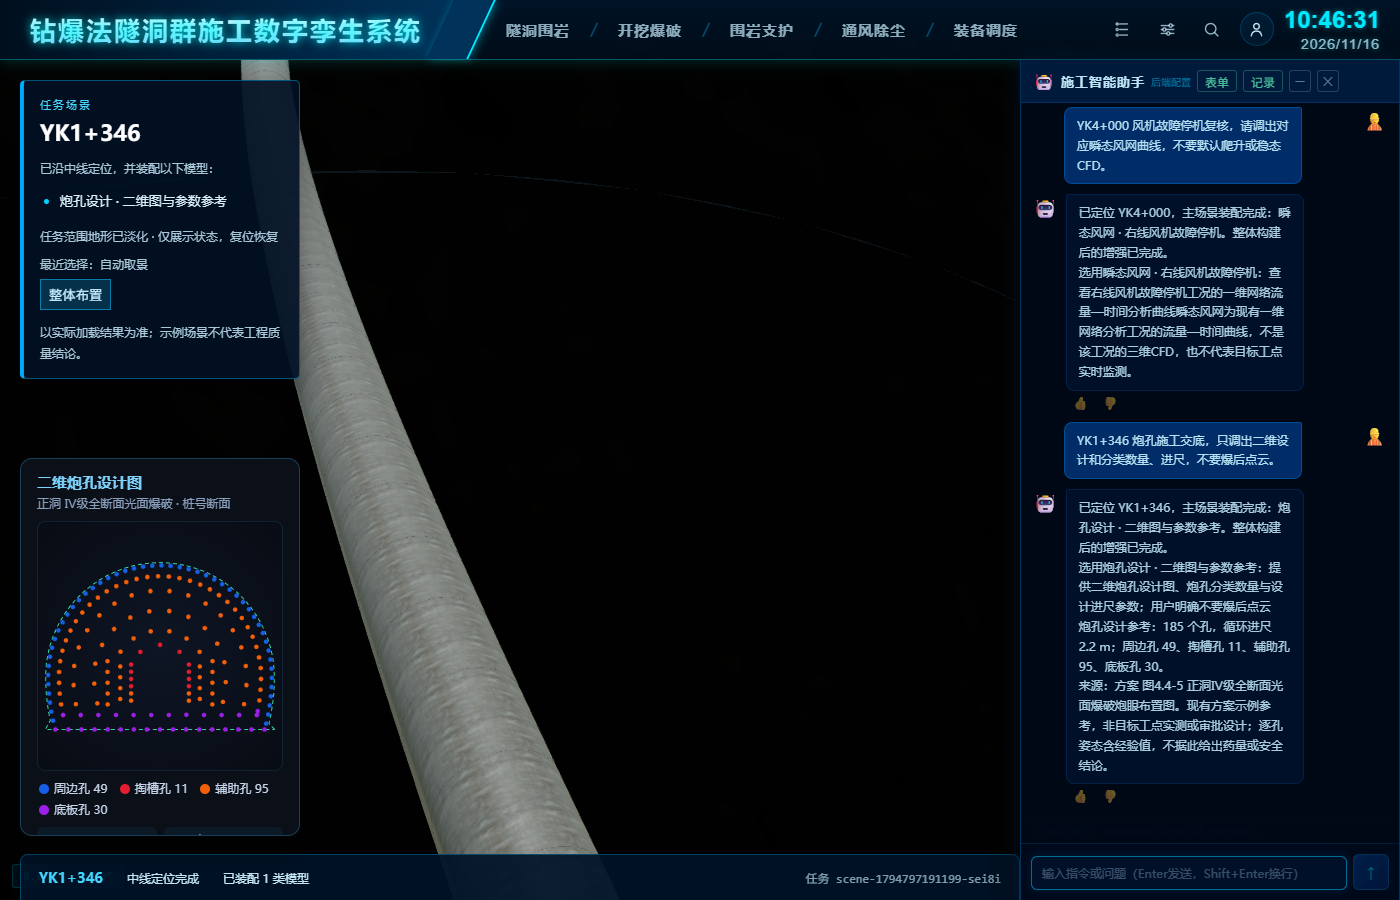 钻爆法隧洞群施工数字孪生系统
隧洞围岩 / 开挖爆破 / 围岩支护 / 通风除尘 / 装备调度
10:46:31
2026/11/16
任务场景
YK1+346
已沿中线定位，并装配以下模型：
• 炮孔设计 · 二维图与参数参考
任务范围地形已淡化 · 仅展示状态，复位恢复
最近选择：自动取景
整体布置
以实际加载结果为准；示例场景不代表工程质
量结论。
二维炮孔设计图
正洞 IV级全断面光面爆破 · 桩号断面
周边孔 49 掏槽孔 11 辅助孔 95
底板孔 30
YK1+346 中线定位完成 已装配 1 类模型
任务 scene-1794797191199-sei8i
施工智能助手 后端配置 表单 记录
YK4+000 风机故障停机复核，请调出对
应瞬态风网曲线，不要默认爬升或稳态
CFD。
已定位 YK4+000，主场景装配完成：瞬
态风网 · 右线风机故障停机。整体构建
后的增强已完成。
选用瞬态风网 · 右线风机故障停机：查
看右线风机故障停机工况的一维网络流
量—时间分析曲线瞬态风网为现有一维
网络分析工况的流量—时间曲线，不是
该工况的三维CFD，也不代表目标工点
实时监测。
YK1+346 炮孔施工交底，只调出二维设
计和分类数量、进尺，不要爆后点云。
已定位 YK1+346，主场景装配完成：炮
孔设计 · 二维图与参数参考。整体构建
后的增强已完成。
选用炮孔设计 · 二维图与参数参考：提
供二维炮孔设计图、炮孔分类数量与设
计进尺参数；用户明确不要爆后点云
炮孔设计参考：185 个孔，循环进尺
2.2 m；周边孔 49、掏槽孔 11、辅助孔
95、底板孔 30。
来源：方案 图4.4-5 正洞IV级全断面光
面爆破炮眼布置图。现有方案示例参
考，非目标工点实测或审批设计；逐孔
姿态含经验值，不据此给出药量或安全
结论。
输入指令或问题（Enter发送，Shift+Enter换行）